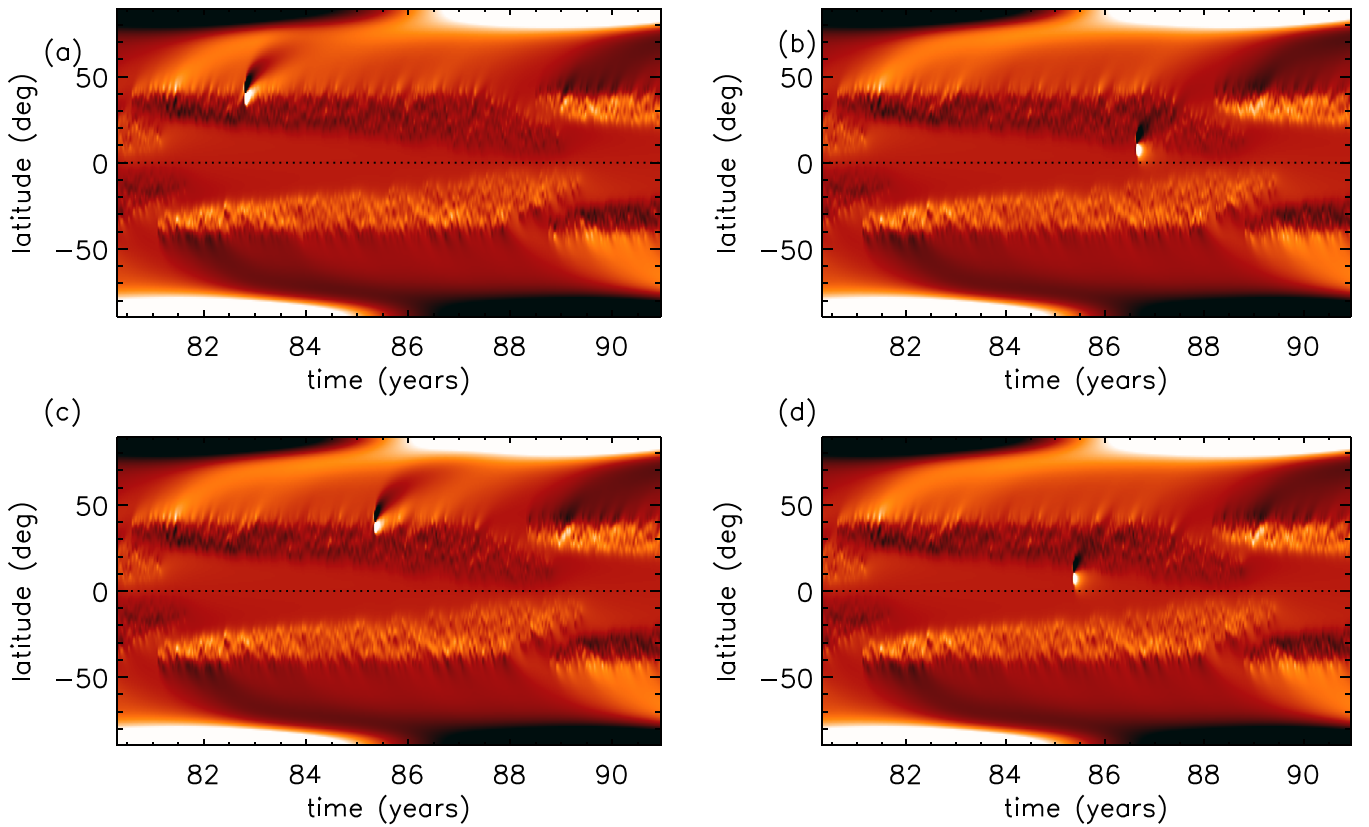 (a)
(b)
50
0
−50
latitude (deg)
82 84 86 88 90
time (years)
50
0
−50
latitude (deg)
82 84 86 88 90
time (years)
(c)
(d)
50
0
−50
latitude (deg)
82 84 86 88 90
time (years)
50
0
−50
latitude (deg)
82 84 86 88 90
time (years)